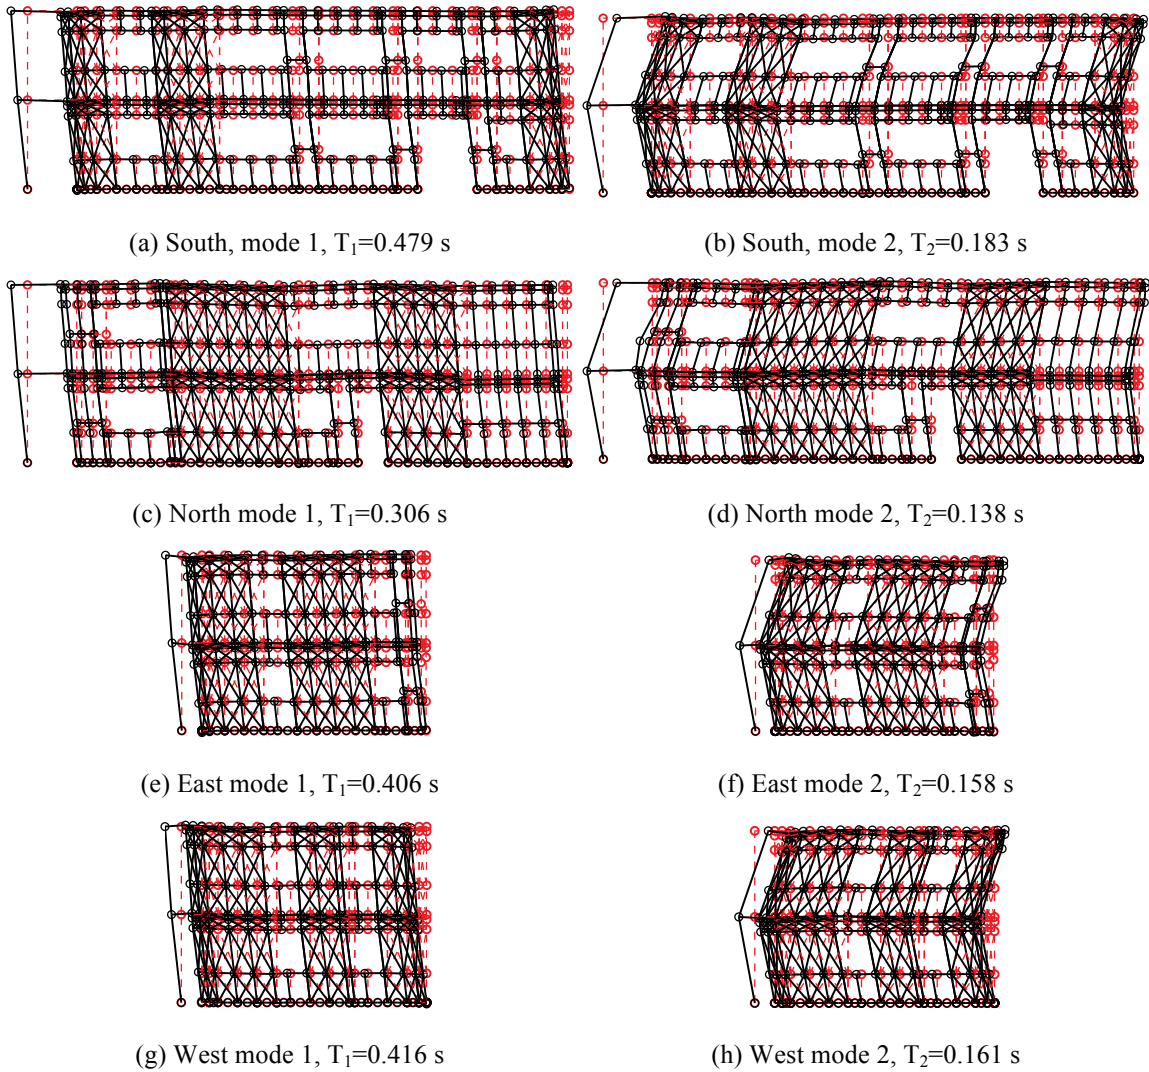 (a) South, mode 1, T₁=0.479 s
(b) South, mode 2, T₂=0.183 s
(c) North mode 1, T₁=0.306 s
(d) North mode 2, T₂=0.138 s
(e) East mode 1, T₁=0.406 s
(f) East mode 2, T₂=0.158 s
(g) West mode 1, T₁=0.416 s
(h) West mode 2, T₂=0.161 s